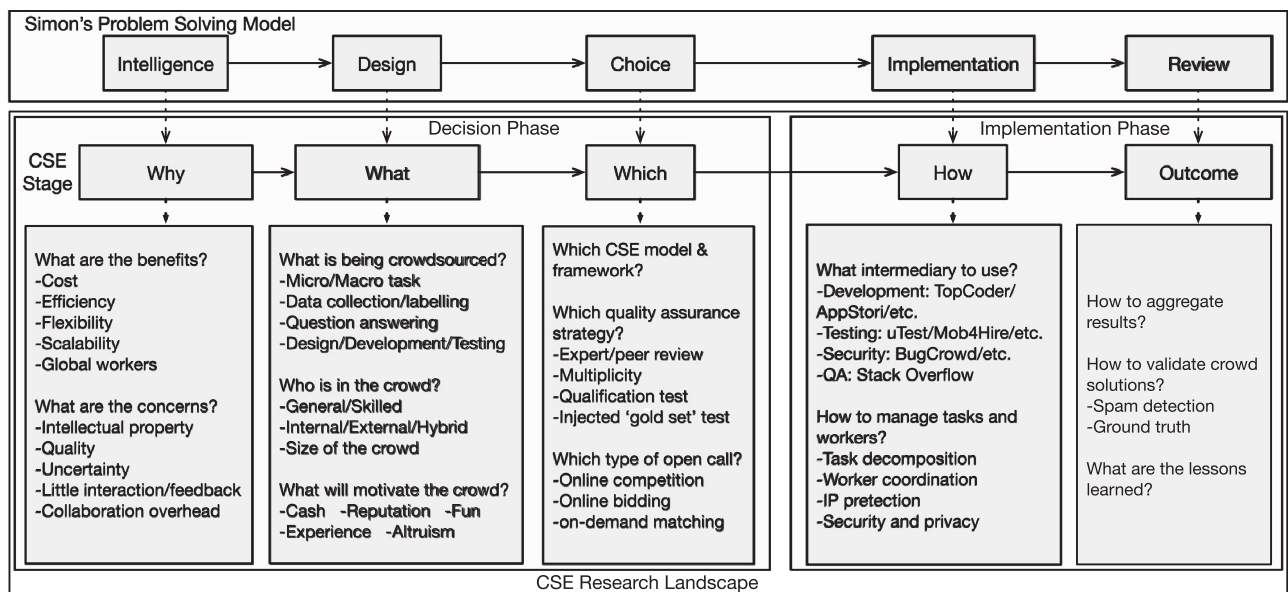 Simon's Problem Solving Model
Intelligence
Design
Choice
Implementation
Review
Decision Phase
Implementation Phase
CSE
Stage
Why
What
Which
How
Outcome
What are the benefits?
-Cost
-Efficiency
-Flexibility
-Scalability
-Global workers
What are the concerns?
-Intellectual property
-Quality
-Uncertainty
-Little interaction/feedback
-Collaboration overhead
What is being crowdsourced?
-Micro/Macro task
-Data collection/labelling
-Question answering
-Design/Development/Testing
Who is in the crowd?
-General/Skilled
-Internal/External/Hybrid
-Size of the crowd
What will motivate the crowd?
-Cash -Reputation -Fun
-Experience -Altruism
Which CSE model &
framework?
Which quality assurance
strategy?
-Expert/peer review
-Multiplicity
-Qualification test
-Injected ‘gold set’ test
Which type of open call?
-Online competition
-Online bidding
-on-demand matching
What intermediary to use?
-Development: TopCoder/
AppStori/etc.
-Testing: uTest/Mob4Hire/etc.
-Security: BugCrowd/etc.
-QA: Stack Overflow
How to manage tasks and
workers?
-Task decomposition
-Worker coordination
-IP pretection
-Security and privacy
How to aggregate
results?
How to validate crowd
solutions?
-Spam detection
-Ground truth
What are the lessons
learned?
CSE Research Landscape